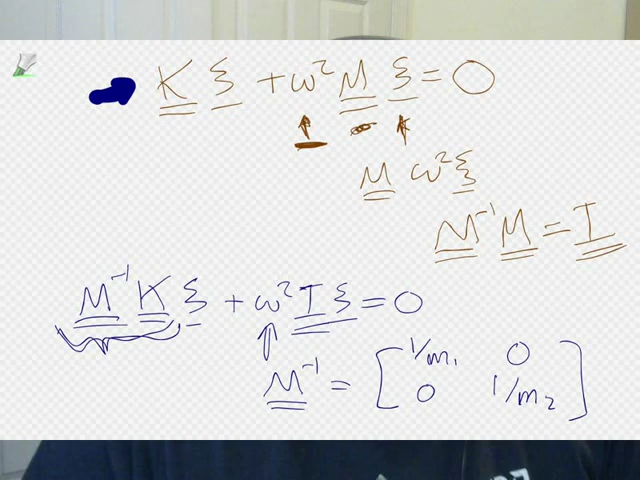 K ξ + ω² M ξ = 0
M ω² ξ
M⁻¹ M = I
M⁻¹ K ξ + ω² I ξ = 0
M⁻¹ = [ 1/m₁ 0
0 1/m₂ ]